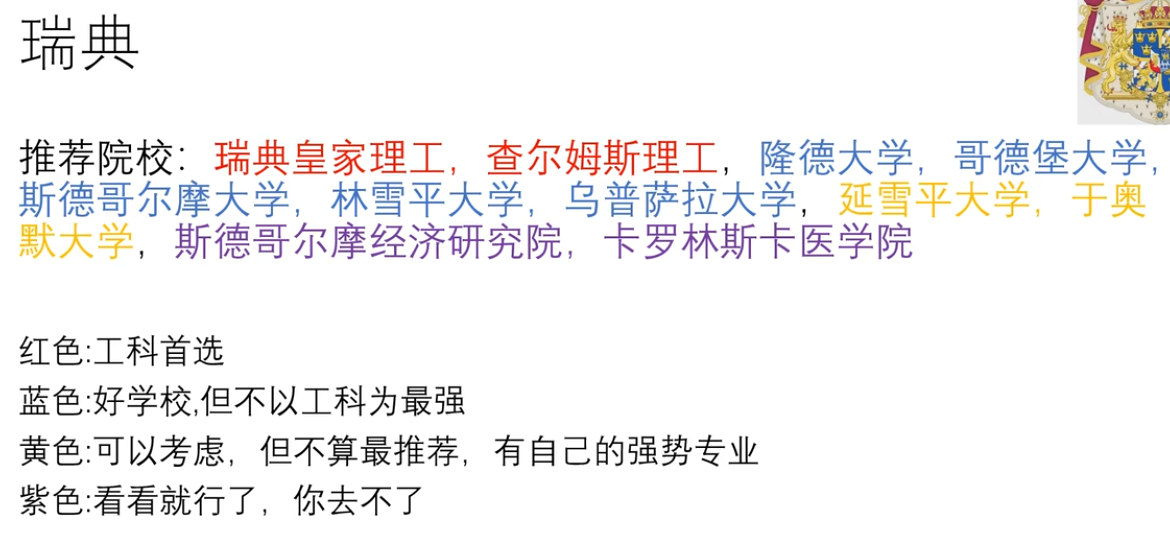 瑞典
推荐院校：瑞典皇家理工，查尔姆斯理工，隆德大学，哥德堡大学，
斯德哥尔摩大学，林雪平大学，乌普萨拉大学，延雪平大学，于奥
默大学，斯德哥尔摩经济研究院，卡罗林斯卡医学院
红色:工科首选
蓝色:好学校,但不以工科为最强
黄色:可以考虑，但不算最推荐，有自己的强势专业
紫色:看看就行了，你去不了